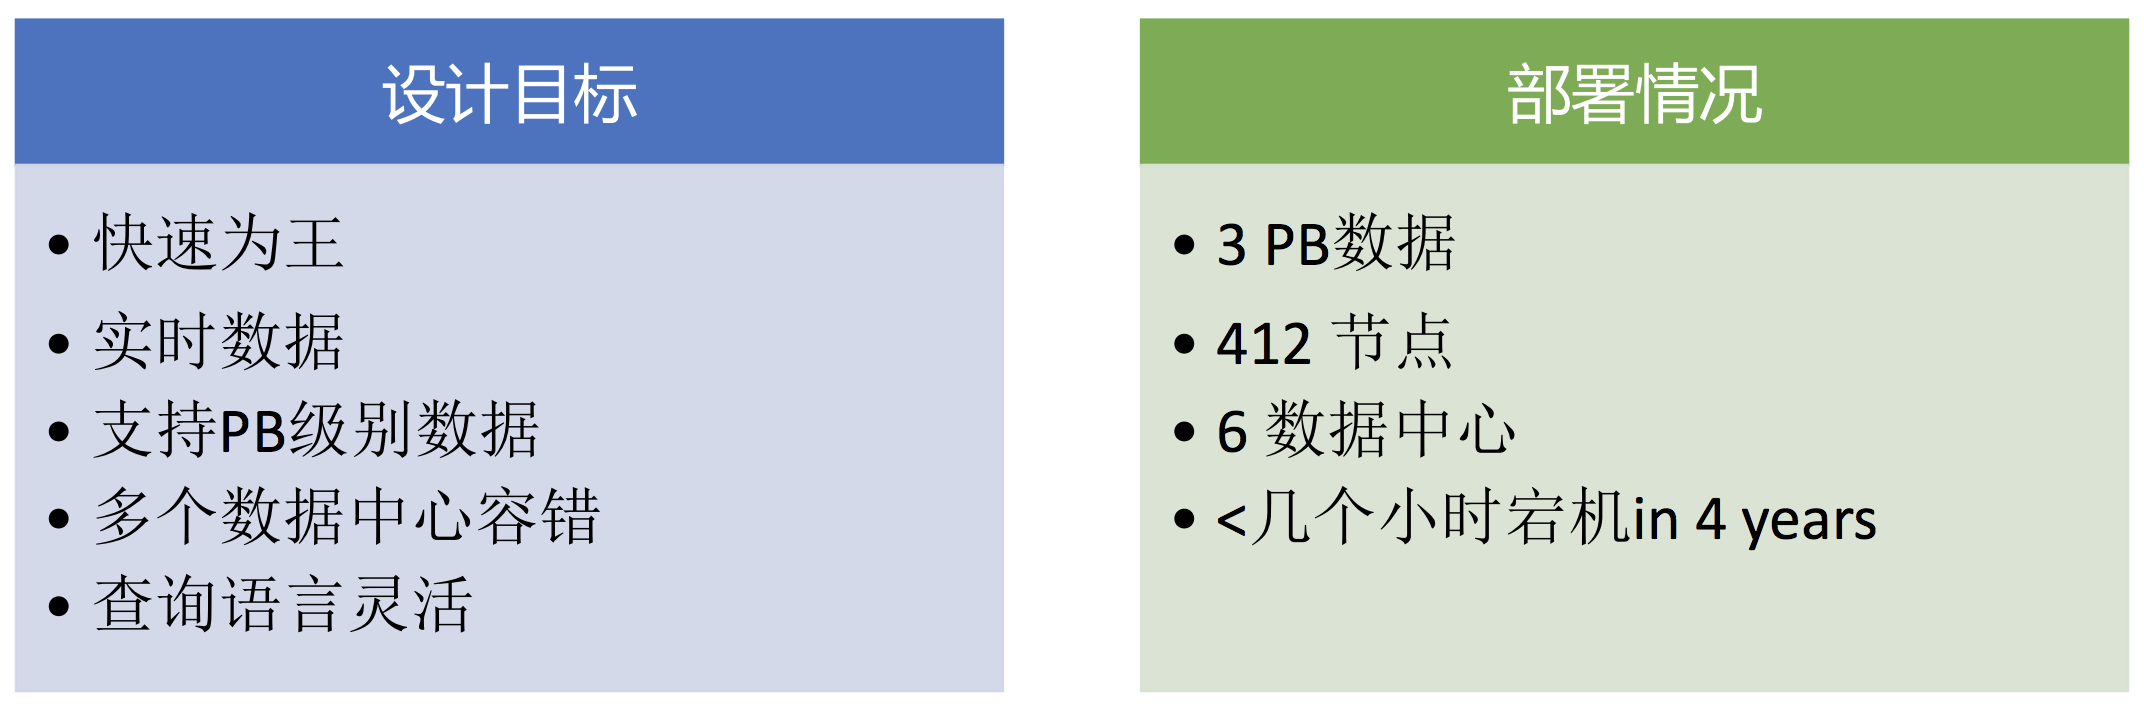 设计目标
• 快速为王
• 实时数据
• 支持PB级别数据
• 多个数据中心容错
• 查询语言灵活
部署情况
• 3 PB数据
• 412 节点
• 6 数据中心
• <几个小时宕机in 4 years